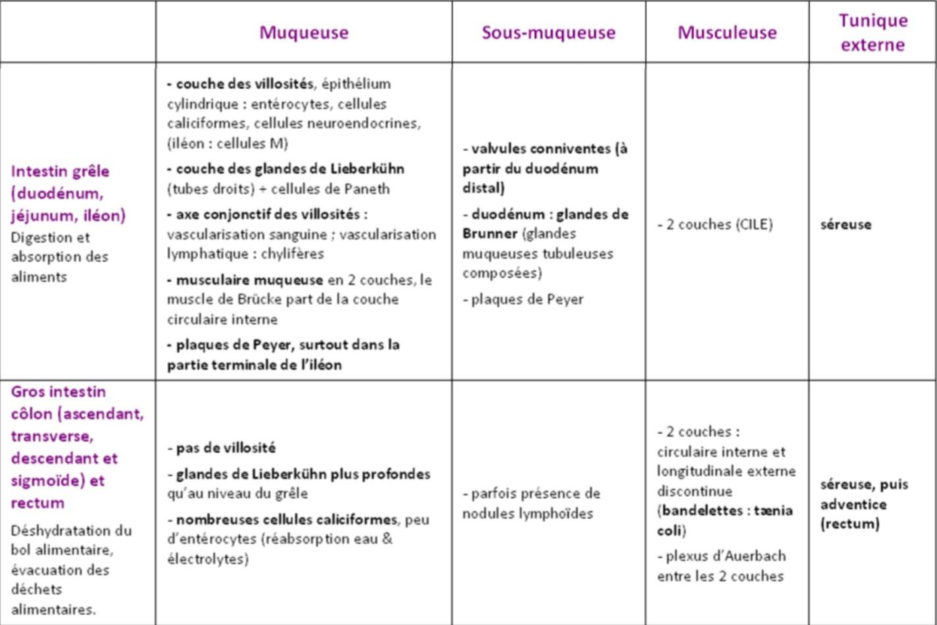 Muqueuse
Sous-muqueuse
Musculeuse
Tunique
externe
Intestin grêle
(duodénum,
jéjunum, iléon)
Digestion et
absorption des
aliments
- couche des villosités, épithélium
cylindrique : entérocytes, cellules
caliciformes, cellules neuroendocrines,
(iléon : cellules M)
- couche des glandes de Lieberkühn
(tubes droits) + cellules de Paneth
- axe conjonctif des villosités :
vascularisation sanguine ; vascularisation
lymphatique : chylifères
- musculaire muqueuse en 2 couches, le
muscle de Brücke part de la couche
circulaire interne
- plaques de Peyer, surtout dans la
partie terminale de l'iléon
- valvules conniventes (à
partir du duodénum
distal)
- duodénum : glandes de
Brunner (glandes
muqueuses tubuleuses
composées)
- plaques de Peyer
- 2 couches (CILE)
séreuse
Gros intestin
côlon (ascendant,
transverse,
descendant et
sigmoïde) et
rectum
Déshydratation du
bol alimentaire,
évacuation des
déchets
alimentaires.
- pas de villosité
- glandes de Lieberkühn plus profondes
qu'au niveau du grêle
- nombreuses cellules caliciformes, peu
d'entérocytes (réabsorption eau &
électrolytes)
- parfois présence de
nodules lymphoïdes
- 2 couches :
circulaire interne et
longitudinale externe
discontinue
(bandelettes : tænia
coli)
- plexus d'Auerbach
entre les 2 couches
séreuse, puis
adventice
(rectum)